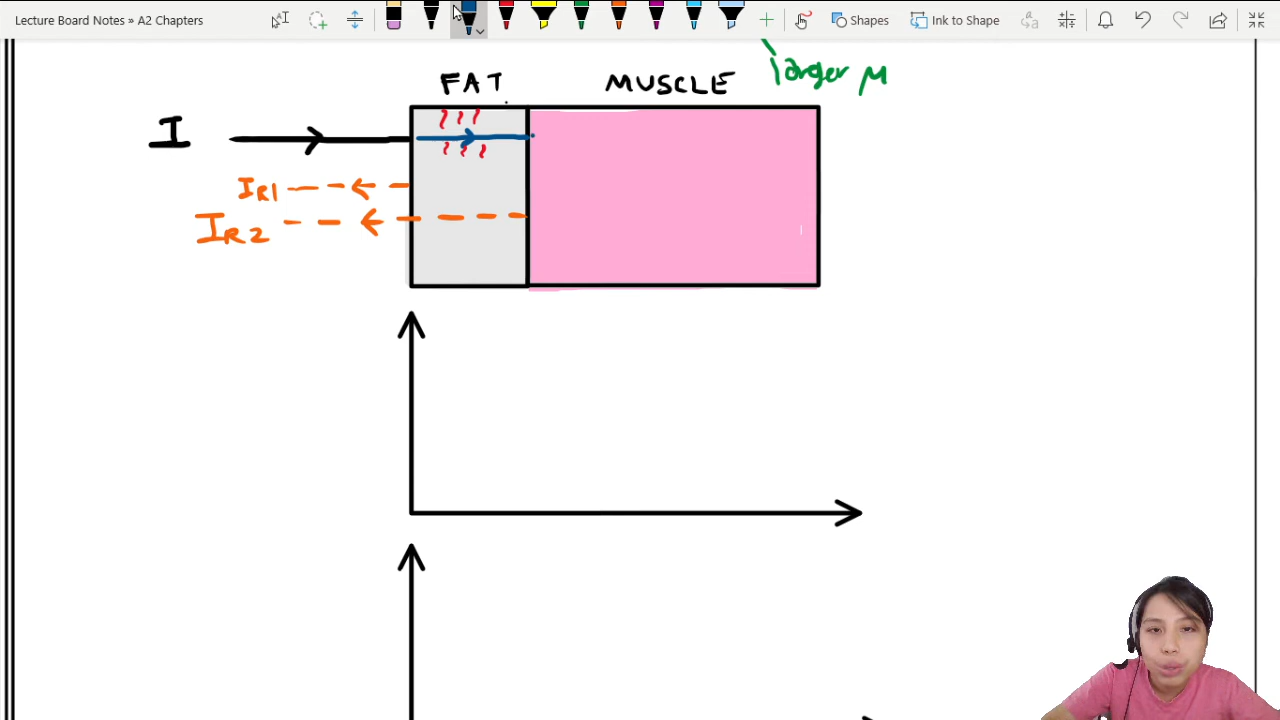 Lecture Board Notes » A2 Chapters
Shapes
Ink to Shape
larger μ
FAT
MUSCLE
I
IR1
IR2